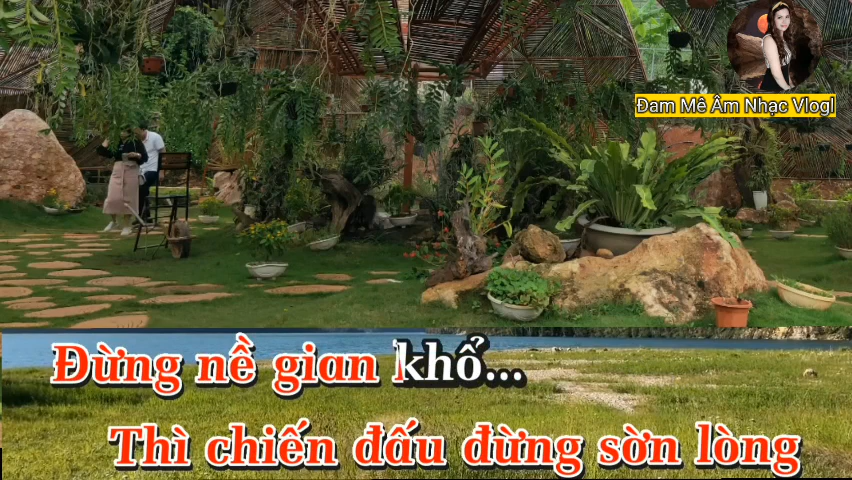 Đam Mê Âm Nhạc Vlogl
Đừng nề gian khổ...
Thì chiến đấu đừng sờn lòng